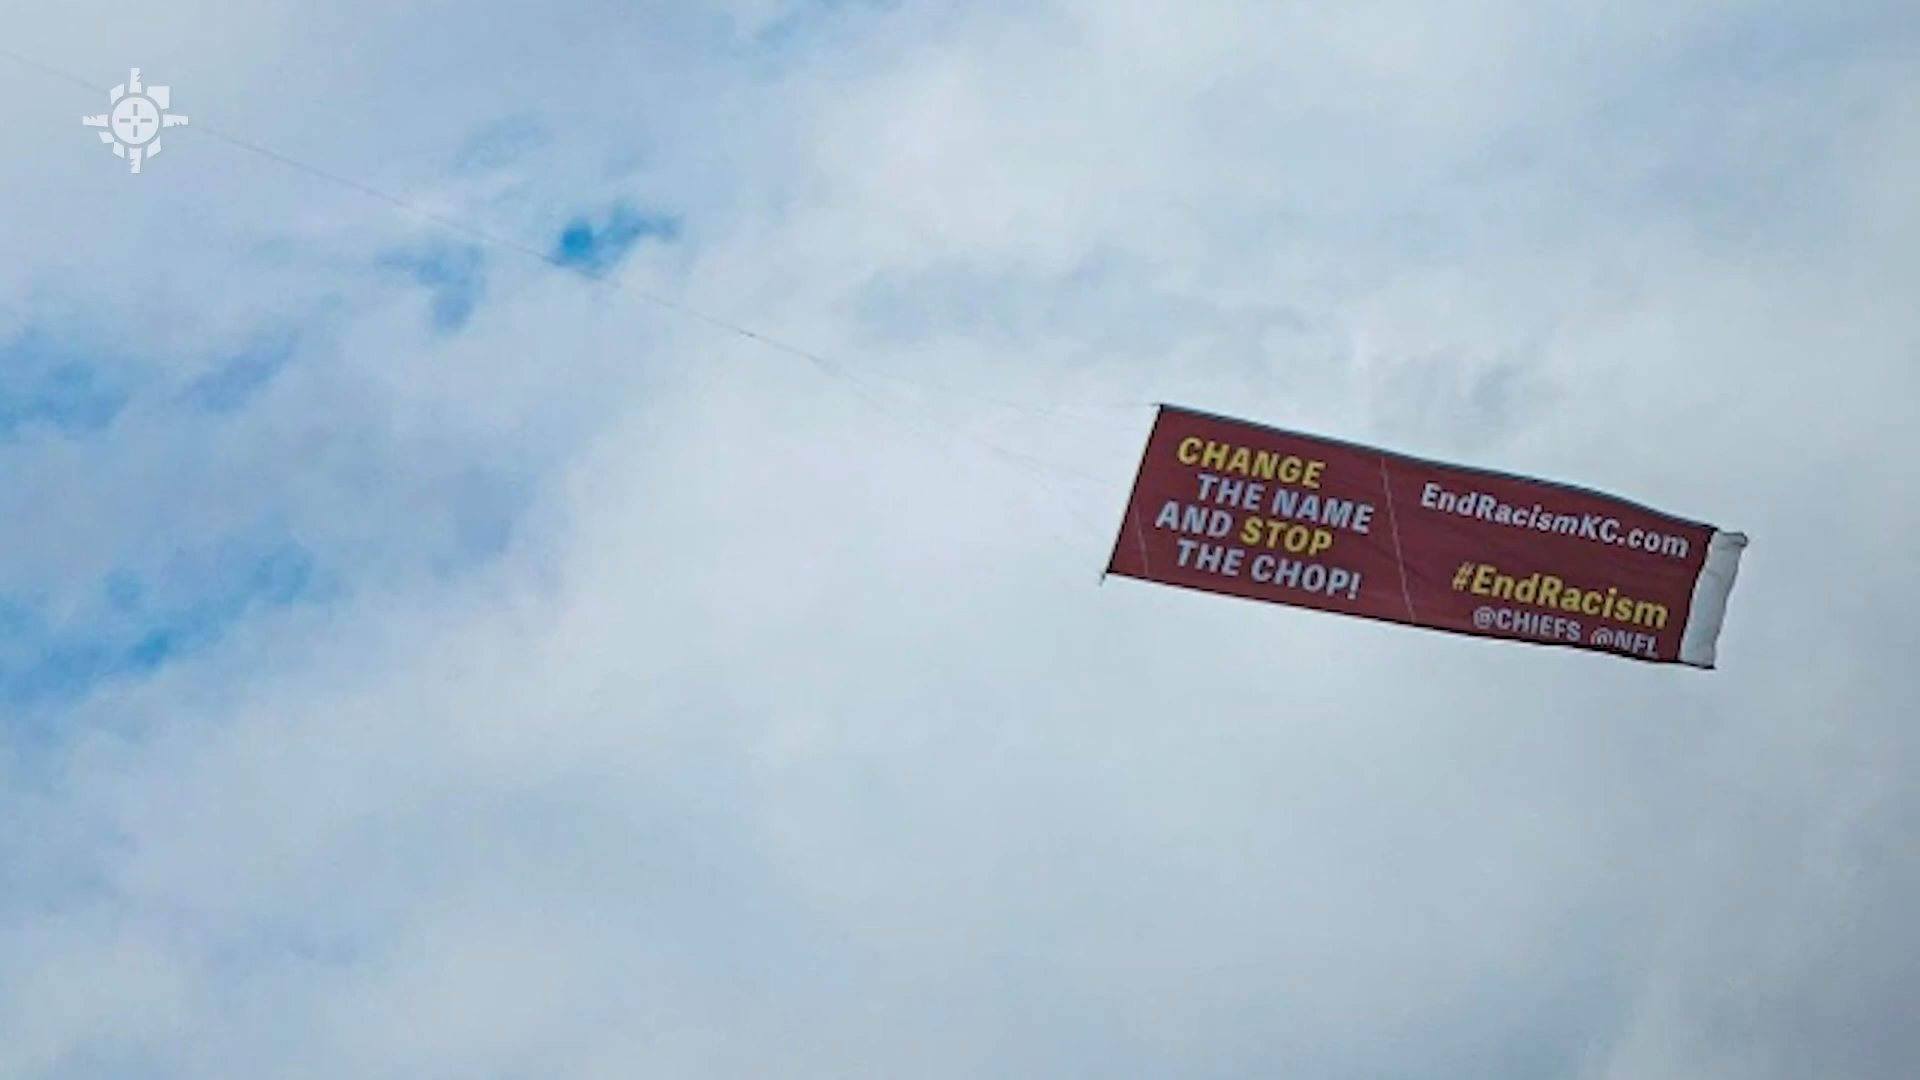 CHANGE
THE NAME
AND STOP
THE CHOP!
EndRacismKC.com
#EndRacism
@CHIEFS @NFL